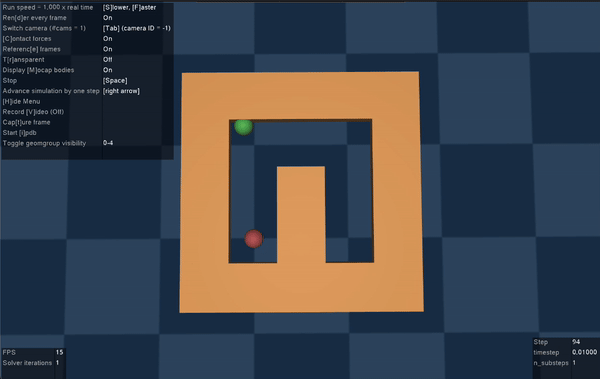 Run speed = 1.000 x real time [S]lower, [F]aster
Ren[d]er every frame On
Switch camera (#cams = 1) [Tab] (camera ID = -1)
[C]ontact forces On
Referenc[e] frames On
T[r]ansparent Off
Display [M]ocap bodies On
Stop [Space]
Advance simulation by one step [right arrow]
[H]ide Menu
Record [V]ideo (Off)
Cap[t]ure frame
Start [i]pdb
Toggle geomgroup visibility 0-4
FPS 15
Solver iterations 1
Step 94
timestep 0.01000
n_substeps 1